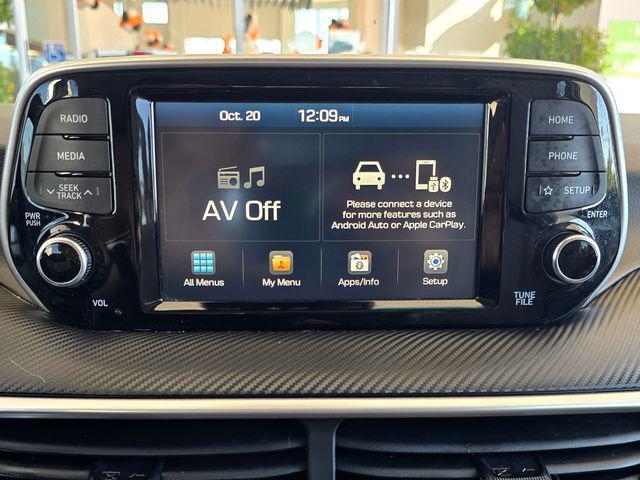 Oct. 20 12:09 PM
RADIO
MEDIA
SEEK
TRACK
PWR
PUSH
VOL
AV Off
Please connect a device
for more features such as
Android Auto or Apple CarPlay.
All Menus
My Menu
Apps/Info
Setup
HOME
PHONE
SETUP
ENTER
TUNE
FILE